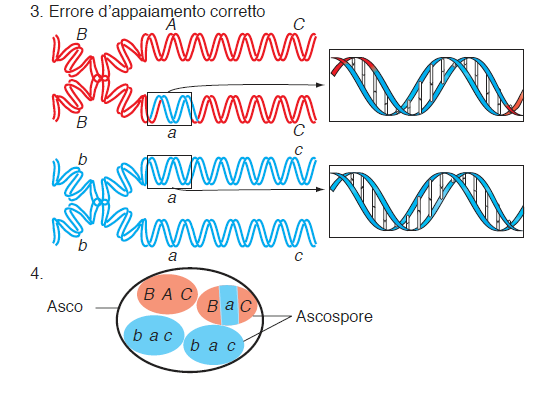 3. Errore d'appaiamento corretto
B A C
B a C
b a c
b a c
4.
Asco
B A C
B a C
b a c
b a c
Ascospore